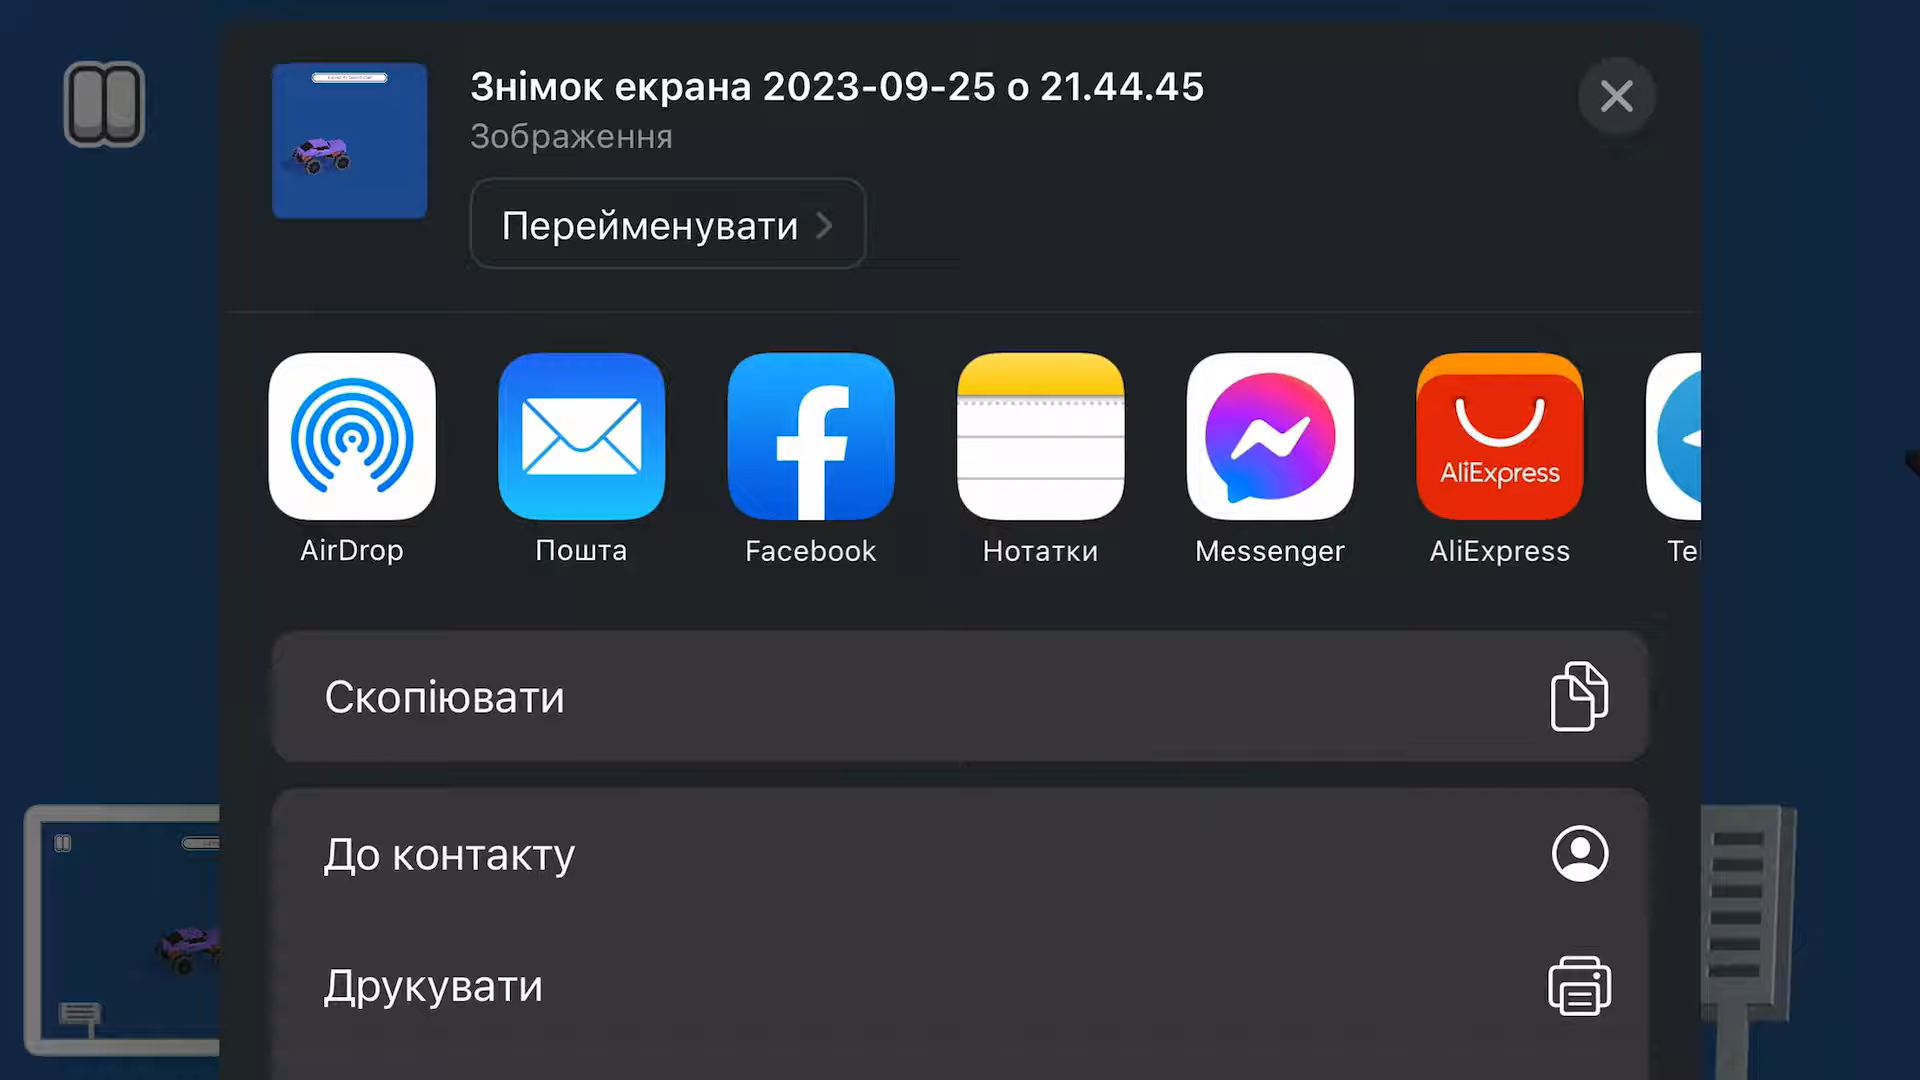 Знімок екрана 2023-09-25 о 21.44.45
Зображення
Перейменувати
AliExpress
AirDrop
Пошта
Facebook
Нотатки
Messenger
AliExpress
Te
Скопіювати
До контакту
Друкувати